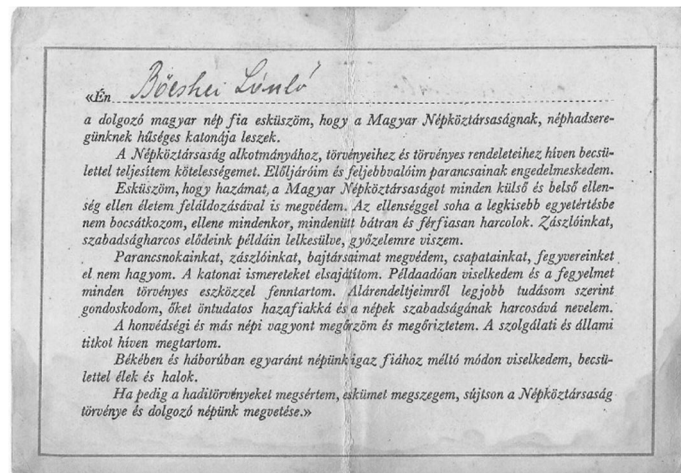 «Én Bőcskei László
a dolgozó magyar nép fia esküszöm, hogy a Magyar Népköztársaságnak, néphadsere-
günknek hűséges katonája leszek.
A Népköztársaság alkotmányához, törvényeihez és törvényes rendeleteihez híven becsü-
lettel teljesítem kötelességemet. Előljáróim és feljebbvalóim parancsainak engedelmeskedem.
Esküszöm, hogy hazámat, a Magyar Népköztársaságot minden külső és belső ellen-
ség ellen életem feláldozásával is megvédem. Az ellenséggel soha a legkisebb egyetértésbe
nem bocsátkozom, ellene mindenkor, mindenütt bátran és férfiasan harcolok. Zászlóinkat,
szabadságharcos elődeink példáin lelkesülve, győzelemre viszem.
Parancsnokainkat, zászlóinkat, bajtársaimat megvédem, csapatainkat, fegyvereinket
el nem hagyom. A katonai ismereteket elsajátítom. Példaadóan viselkedem és a fegyelmet
minden törvényes eszközzel fenntartom. Alárendeltjeimről legjobb tudásom szerint
gondoskodom, őket öntudatos hazafiakká és a népek szabadságának harcosává nevelem.
A honvédségi és más népi vagyont megőrzöm és megőriztetem. A szolgálati és állami
titkot híven megtartom.
Békében és háborúban egyaránt népünk igaz fiához méltó módon viselkedem, becsü-
lettel élek és halok.
Ha pedig a haditörvényeket megsértem, eskümet megszegem, sújtson a Népköztársaság
törvénye és dolgozó népünk megvetése.»